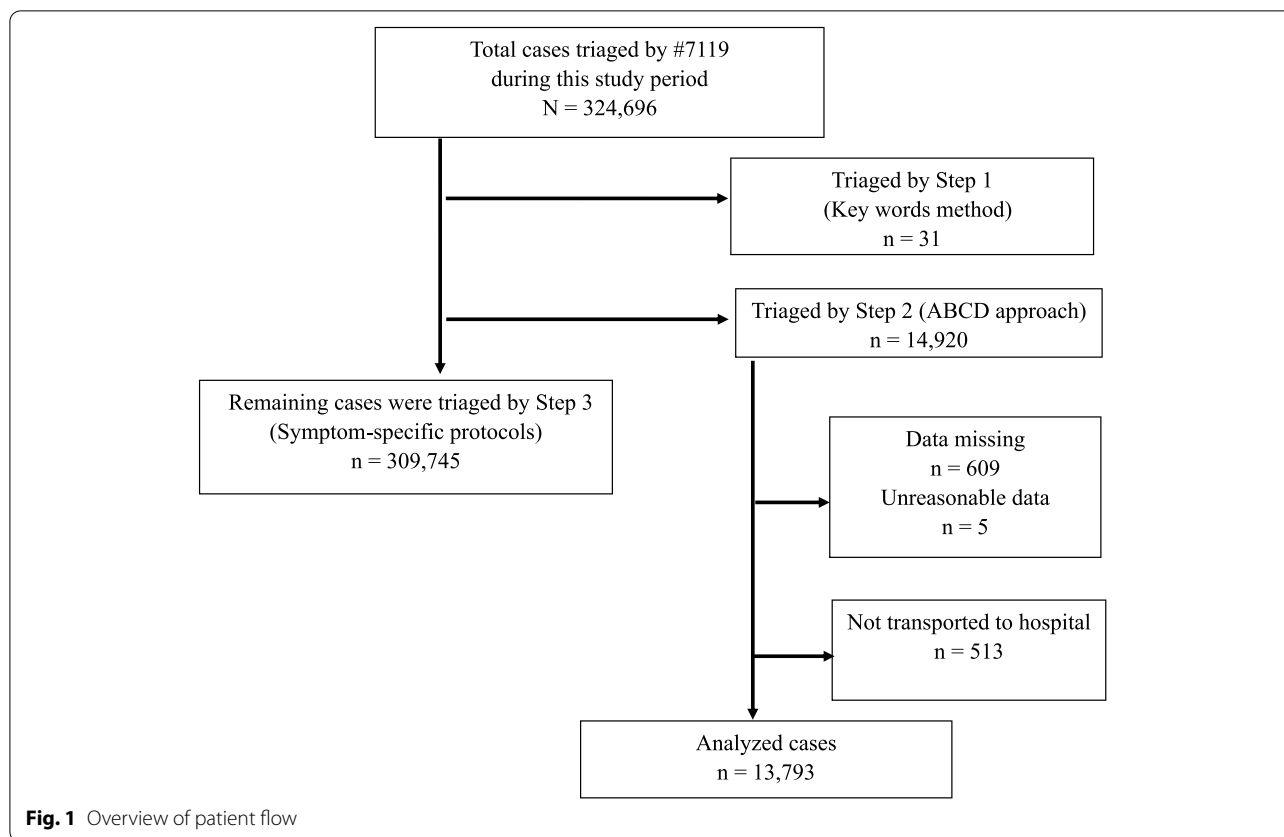 Total cases triaged by #7119
during this study period
N = 324,696
Triaged by Step 1
(Key words method)
n = 31
Triaged by Step 2 (ABCD approach)
n = 14,920
Remaining cases were triaged by Step 3
(Symptom-specific protocols)
n = 309,745
Data missing
n = 609
Unreasonable data
n = 5
Not transported to hospital
n = 513
Analyzed cases
n = 13,793
Fig. 1 Overview of patient flow